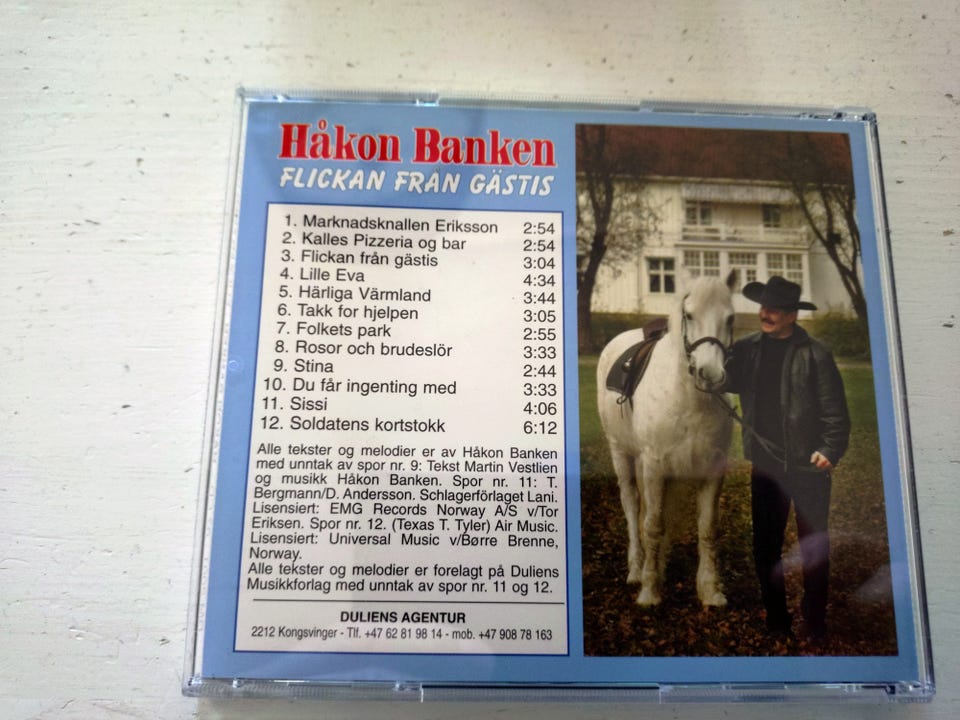 Håkon Banken
FLICKAN FRÅN GÄSTIS
1. Marknadsknallen Eriksson 2:54
2. Kalles Pizzeria og bar 2:54
3. Flickan från gästis 3:04
4. Lille Eva 4:34
5. Härliga Värmland 3:44
6. Takk for hjelpen 3:05
7. Folkets park 2:55
8. Rosor och brudeslör 3:33
9. Stina 2:44
10. Du får ingenting med 3:33
11. Sissi 4:06
12. Soldatens kortstokk 6:12
Alle tekster og melodier er av Håkon Banken
med unntak av spor nr. 9: Tekst Martin Vestlien
og musikk Håkon Banken. Spor nr. 11: T.
Bergmann/D. Andersson. Schlagerförlaget Lani.
Lisensiert: EMG Records Norway A/S v/Tor
Eriksen. Spor nr. 12. (Texas T. Tyler) Air Music.
Lisensiert: Universal Music v/Børre Brenne,
Norway.
Alle tekster og melodier er forelagt på Duliens
Musikkforlag med unntak av spor nr. 11 og 12.
DULIENS AGENTUR
2212 Kongsvinger - Tlf. +47 62 81 98 14 - mob. +47 908 78 163